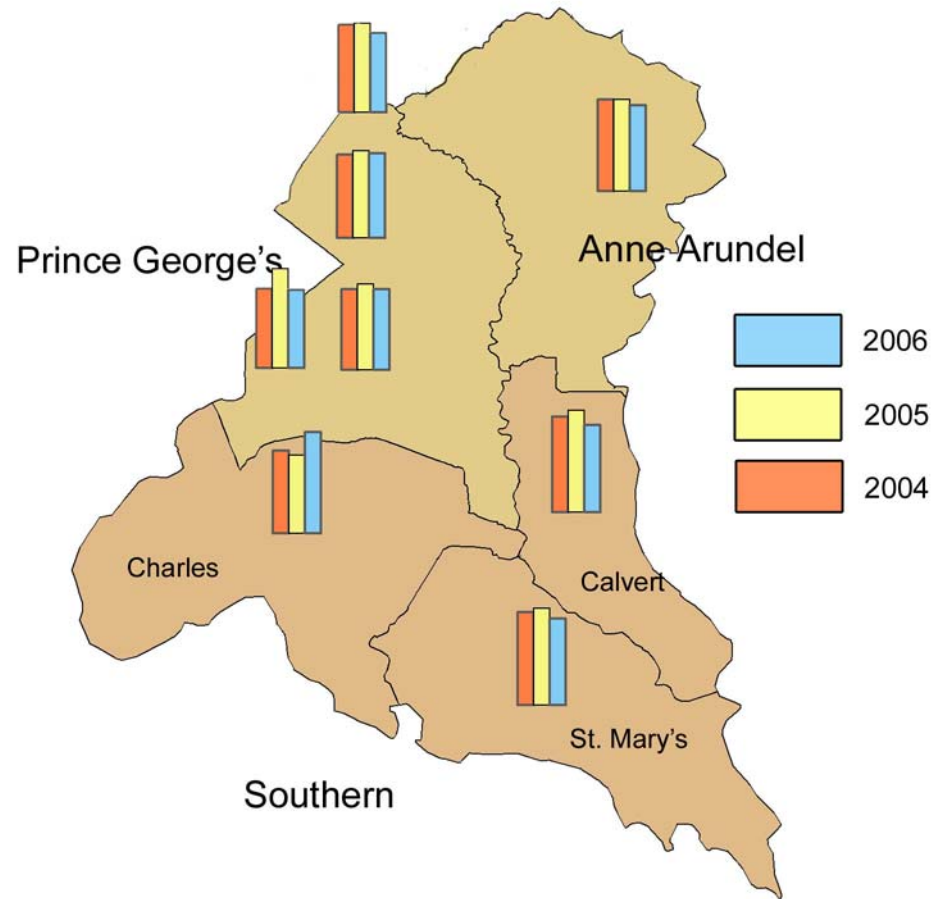 Prince George's
Anne Arundel
2006
2005
2004
Charles
Calvert
St. Mary's
Southern